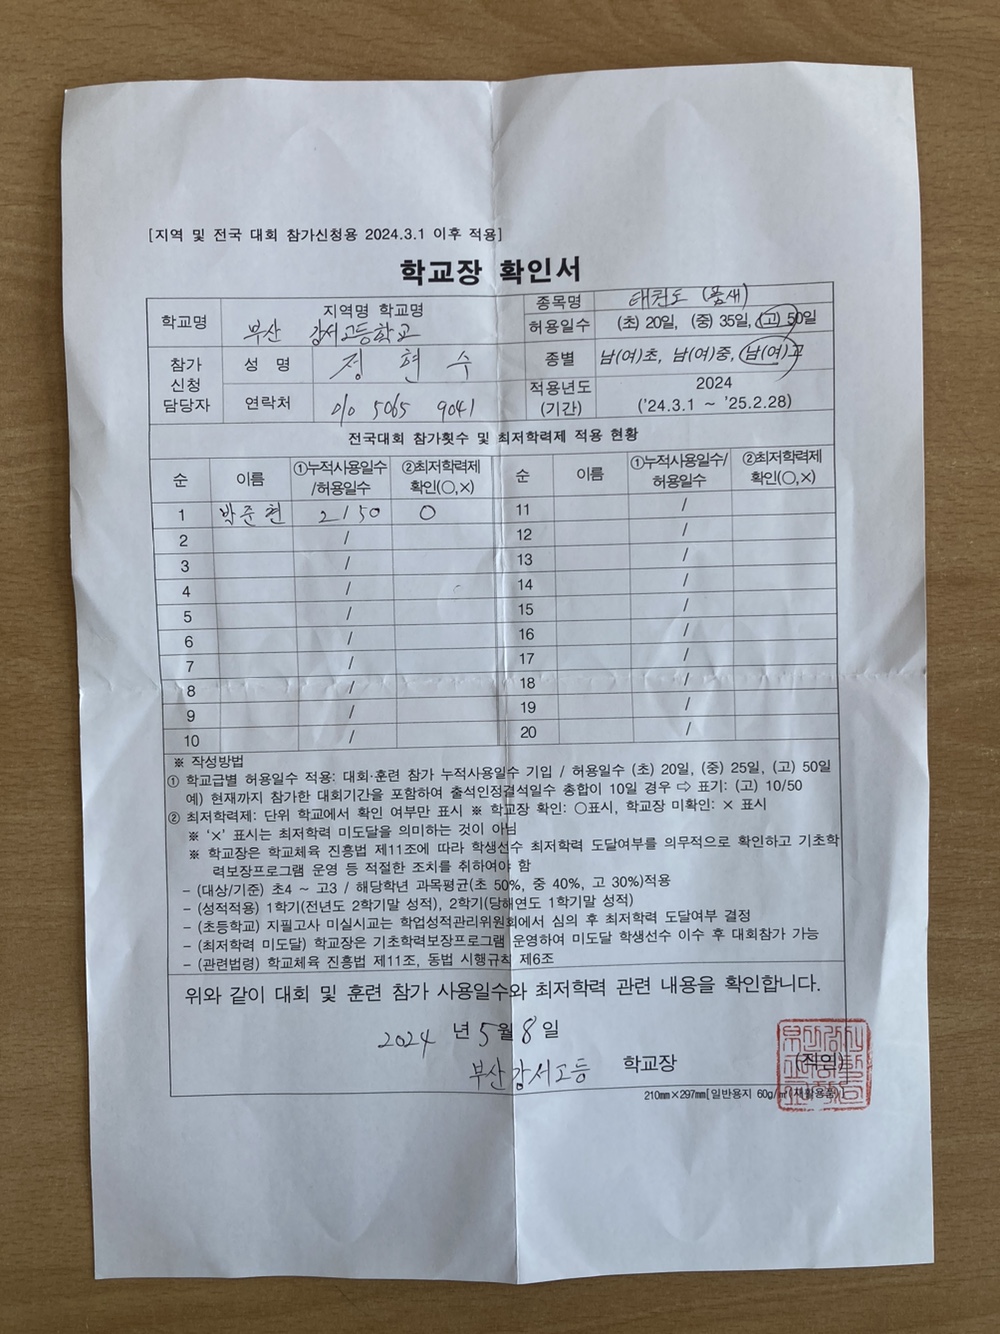 [지역 및 전국 대회 참가신청용 2024.3.1 이후 적용]
학교장 확인서
학교명 지역명 학교명 종목명 태권도 (품새)
부산 강서고등학교 허용일수 (초) 20일, (중) 35일, (고) 50일
참가 신청 담당자 성 명 정 현 수 종별 남(여)초, 남(여)중, 남(여)고
연락처 010 5065 9041 적용년도 (기간) 2024 ('24.3.1 ~ '25.2.28)
전국대회 참가횟수 및 최저학력제 적용 현황
순 이름 ①누적사용일수/허용일수 ②최저학력제 확인(○,×) 순 이름 ①누적사용일수/허용일수 ②최저학력제 확인(○,×)
1 박준현 2/50 ○ 11 /
2 / 12 /
3 / 13 /
4 / 14 /
5 / 15 /
6 / 16 /
7 / 17 /
8 / 18 /
9 / 19 /
10 / 20 /
※ 작성방법
① 학교급별 허용일수 적용: 대회·훈련 참가 누적사용일수 기입 / 허용일수 (초) 20일, (중) 25일, (고) 50일
예) 현재까지 참가한 대회기간을 포함하여 출석인정결석일수 총합이 10일 경우 ⇨ 표기: (고) 10/50
② 최저학력제: 단위 학교에서 확인 여부만 표시 ※ 학교장 확인: ○표시, 학교장 미확인: × 표시
※ '×' 표시는 최저학력 미도달을 의미하는 것이 아님
※ 학교장은 학교체육 진흥법 제11조에 따라 학생선수 최저학력 도달여부를 의무적으로 확인하고 기초학
력보장프로그램 운영 등 적절한 조치를 취하여야 함
- (대상/기준) 초4 ~ 고3 / 해당학년 과목평균(초 50%, 중 40%, 고 30%)적용
- (성적적용) 1학기(전년도 2학기말 성적), 2학기(당해연도 1학기말 성적)
- (초등학교) 지필고사 미실시교는 학업성적관리위원회에서 심의 후 최저학력 도달여부 결정
- (최저학력 미도달) 학교장은 기초학력보장프로그램 운영하여 미도달 학생선수 이수 후 대회참가 가능
- (관련법령) 학교체육 진흥법 제11조, 동법 시행규칙 제6조
위와 같이 대회 및 훈련 참가 사용일수와 최저학력 관련 내용을 확인합니다.
2024 년 5월 8일
부산강서고등 학교장 (직인)
210㎜×297㎜[일반용지 60g/㎡(재활용품)]